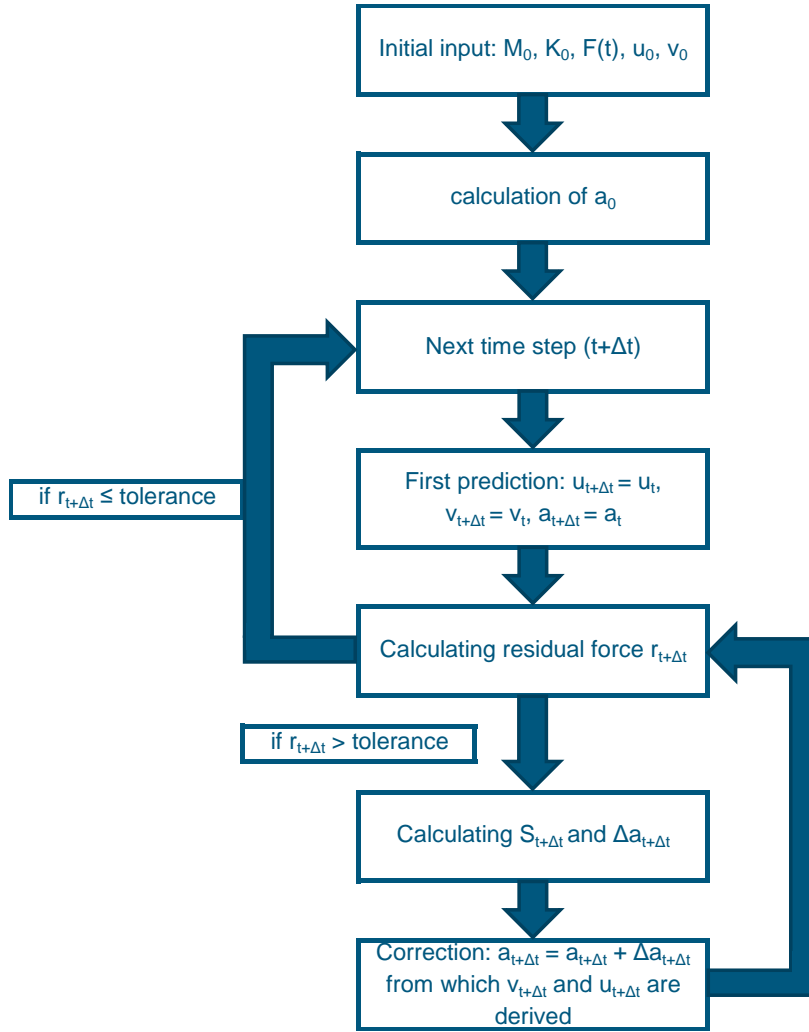 Initial input: M₀, K₀, F(t), u₀, v₀
calculation of a₀
Next time step (t+Δt)
First prediction: uₜ₊Δₜ = uₜ,
vₜ₊Δₜ = vₜ, aₜ₊Δₜ = aₜ
if rₜ₊Δₜ ≤ tolerance
Calculating residual force rₜ₊Δₜ
if rₜ₊Δₜ > tolerance
Calculating Sₜ₊Δₜ and Δaₜ₊Δₜ
Correction: aₜ₊Δₜ = aₜ₊Δₜ + Δaₜ₊Δₜ
from which vₜ₊Δₜ and uₜ₊Δₜ are
derived